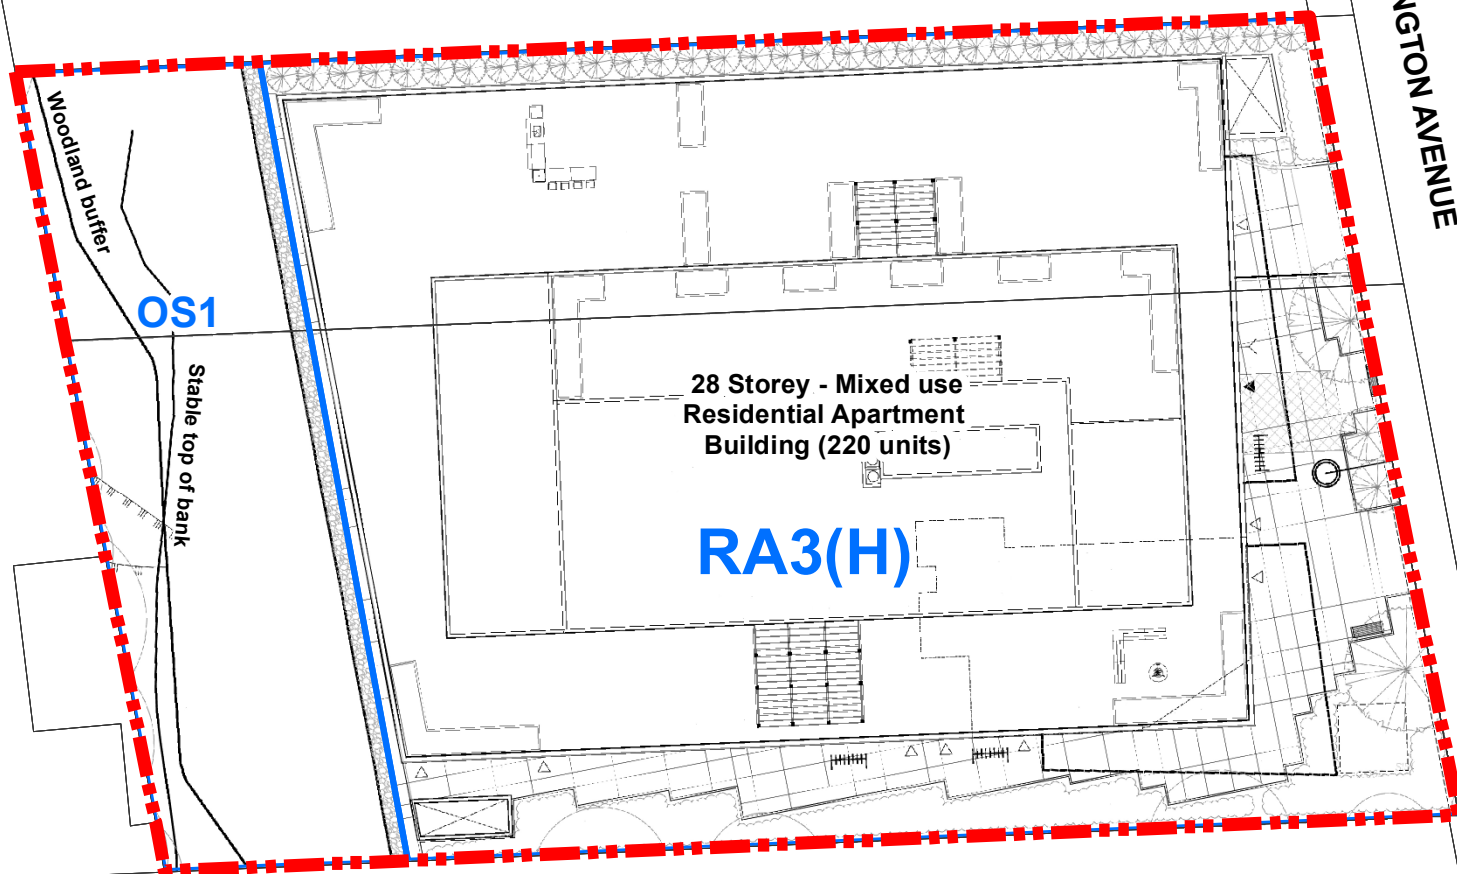 NGTON AVENUE
Woodland buffer
OS1
Stable top of bank
28 Storey - Mixed use
Residential Apartment
Building (220 units)
RA3(H)